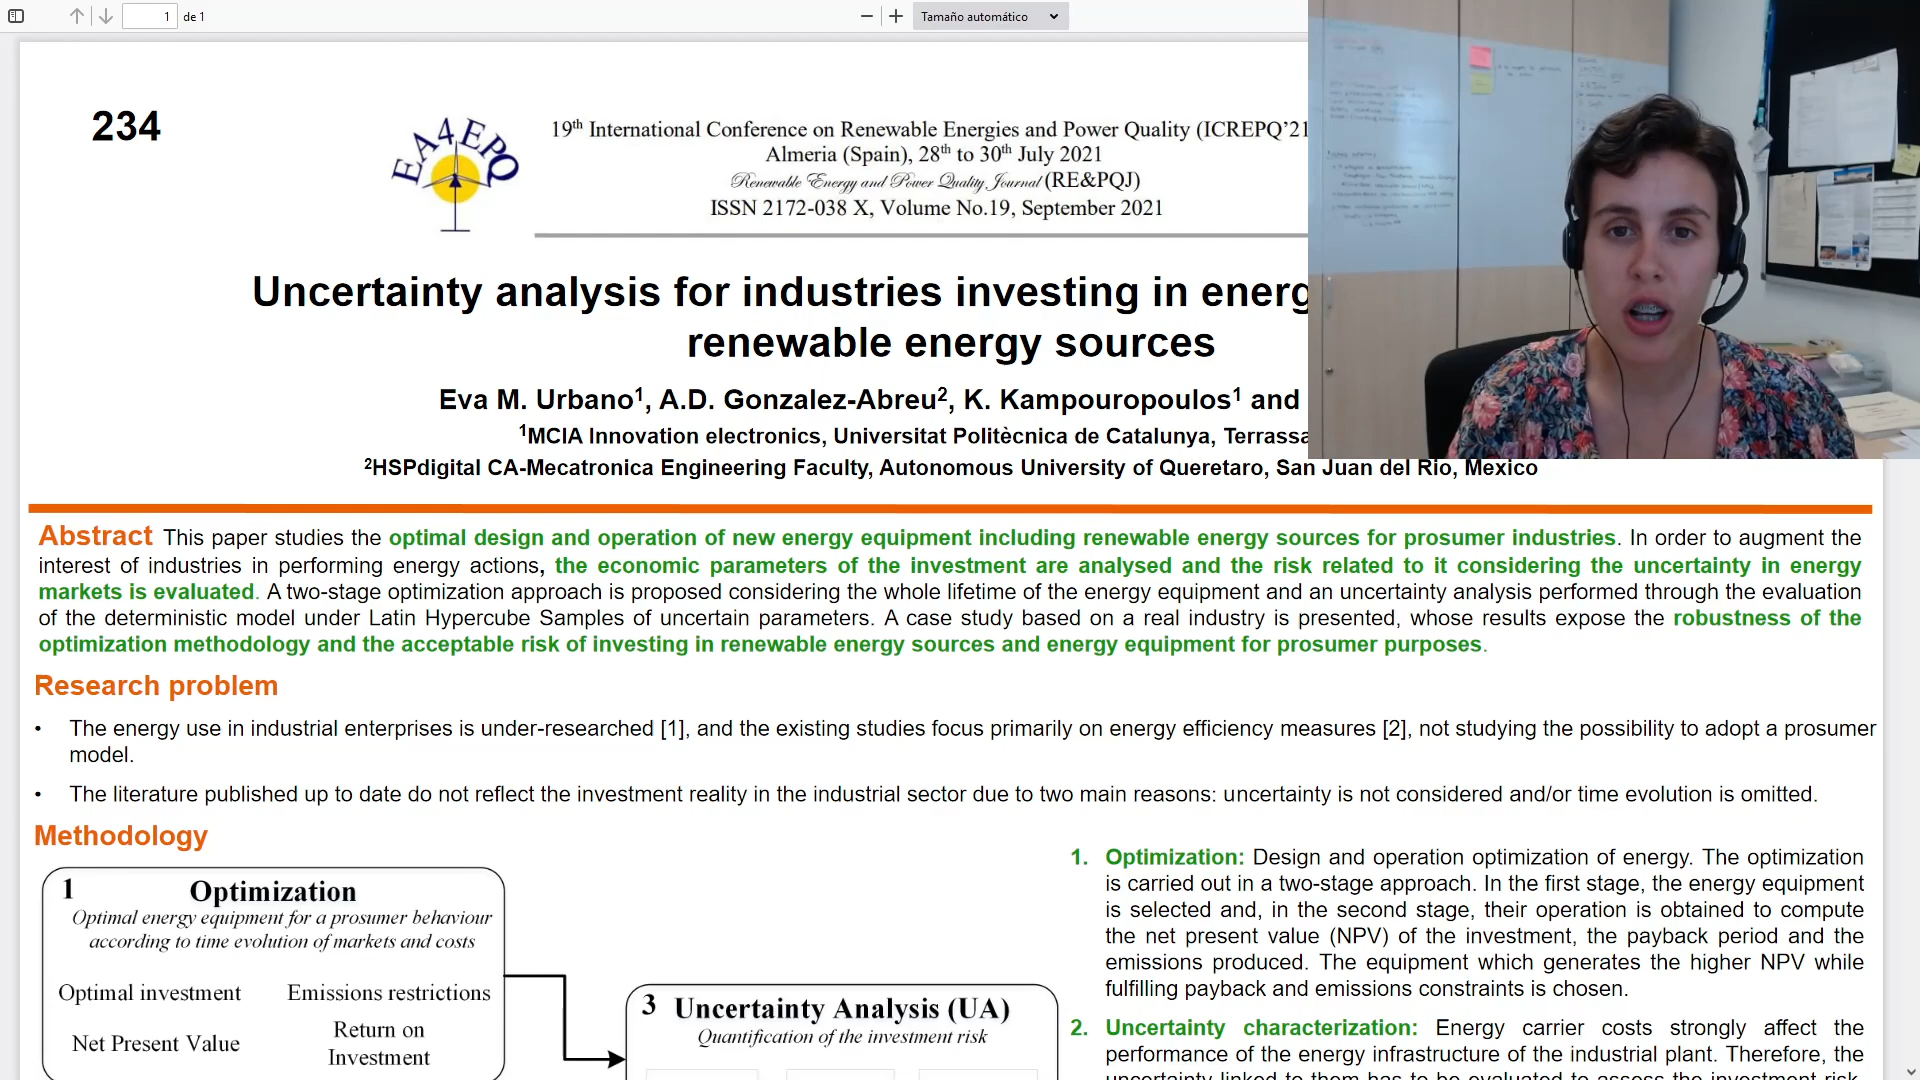 1 de 1 Tamaño automático
234
EA4EPQ
19th International Conference on Renewable Energies and Power Quality (ICREPQ’21
Almeria (Spain), 28th to 30th July 2021
Renewable Energy and Power Quality Journal (RE&PQJ)
ISSN 2172-038 X, Volume No.19, September 2021
Uncertainty analysis for industries investing in energ
renewable energy sources
Eva M. Urbano1, A.D. Gonzalez-Abreu2, K. Kampouropoulos1 and
1MCIA Innovation electronics, Universitat Politècnica de Catalunya, Terrassa
2HSPdigital CA-Mecatronica Engineering Faculty, Autonomous University of Queretaro, San Juan del Rio, Mexico
Abstract This paper studies the optimal design and operation of new energy equipment including renewable energy sources for prosumer industries. In order to augment the
interest of industries in performing energy actions, the economic parameters of the investment are analysed and the risk related to it considering the uncertainty in energy
markets is evaluated. A two-stage optimization approach is proposed considering the whole lifetime of the energy equipment and an uncertainty analysis performed through the evaluation
of the deterministic model under Latin Hypercube Samples of uncertain parameters. A case study based on a real industry is presented, whose results expose the robustness of the
optimization methodology and the acceptable risk of investing in renewable energy sources and energy equipment for prosumer purposes.
Research problem
• The energy use in industrial enterprises is under-researched [1], and the existing studies focus primarily on energy efficiency measures [2], not studying the possibility to adopt a prosumer
model.
• The literature published up to date do not reflect the investment reality in the industrial sector due to two main reasons: uncertainty is not considered and/or time evolution is omitted.
Methodology
1 Optimization
Optimal energy equipment for a prosumer behaviour
according to time evolution of markets and costs
Optimal investment Emissions restrictions
Net Present Value Return on
Investment
3 Uncertainty Analysis (UA)
Quantification of the investment risk
1. Optimization: Design and operation optimization of energy. The optimization
is carried out in a two-stage approach. In the first stage, the energy equipment
is selected and, in the second stage, their operation is obtained to compute
the net present value (NPV) of the investment, the payback period and the
emissions produced. The equipment which generates the higher NPV while
fulfilling payback and emissions constraints is chosen.
2. Uncertainty characterization: Energy carrier costs strongly affect the
performance of the energy infrastructure of the industrial plant. Therefore, the
uncertainty linked to them has to be evaluated to assess the investment risk.